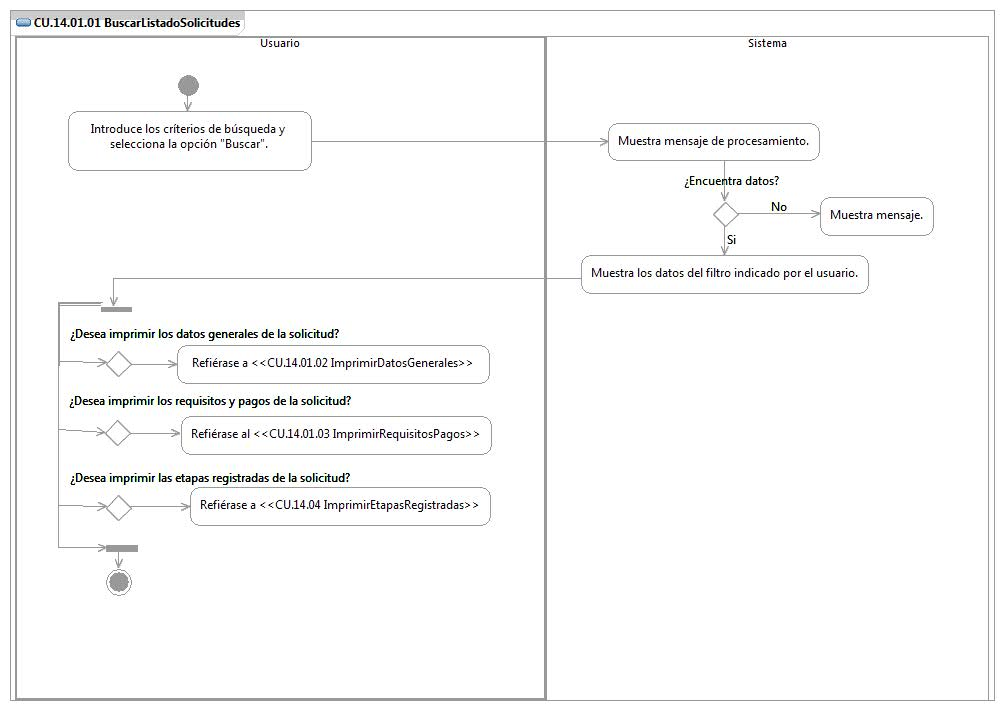 CU.14.01.01 BuscarListadoSolicitudes
Usuario
Sistema
Introduce los críterios de búsqueda y
selecciona la opción "Buscar".
Muestra mensaje de procesamiento.
¿Encuentra datos?
No
Muestra mensaje.
Si
Muestra los datos del filtro indicado por el usuario.
¿Desea imprimir los datos generales de la solicitud?
Refiérase a <<CU.14.01.02 ImprimirDatosGenerales>>
¿Desea imprimir los requisitos y pagos de la solicitud?
Refiérase al <<CU.14.01.03 ImprimirRequisitosPagos>>
¿Desea imprimir las etapas registradas de la solicitud?
Refiérase a <<CU.14.04 ImprimirEtapasRegistradas>>